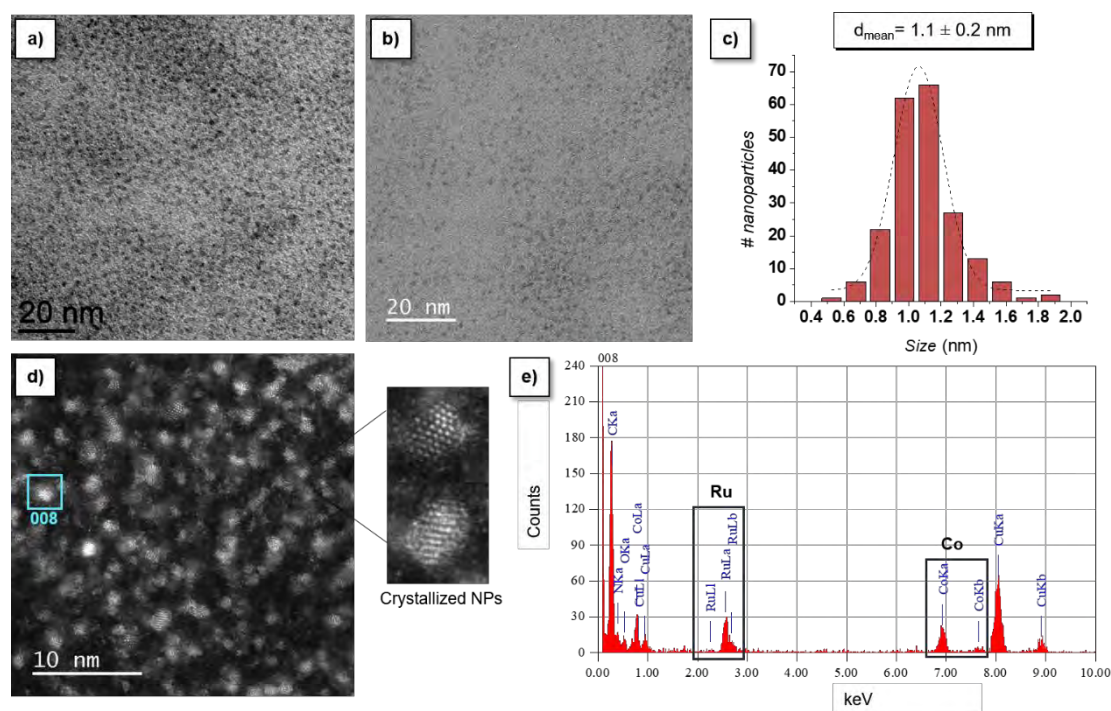 a)
20 nm
b)
20 nm
c)
dmean= 1.1 ± 0.2 nm
# nanoparticles
70
60
50
40
30
20
10
0
0.4 0.6 0.8 1.0 1.2 1.4 1.6 1.8 2.0
Size (nm)
d)
008
10 nm
Crystallized NPs
e)
008
Counts
240
210
180
150
120
90
60
30
0
CKa
NKa
OKa
CuLl
CoLa
CuLa
Ru
RuLl
RuLa
RuLb
Co
CoKa
CoKb
CuKa
CuKb
0.00 1.00 2.00 3.00 4.00 5.00 6.00 7.00 8.00 9.00 10.00
keV